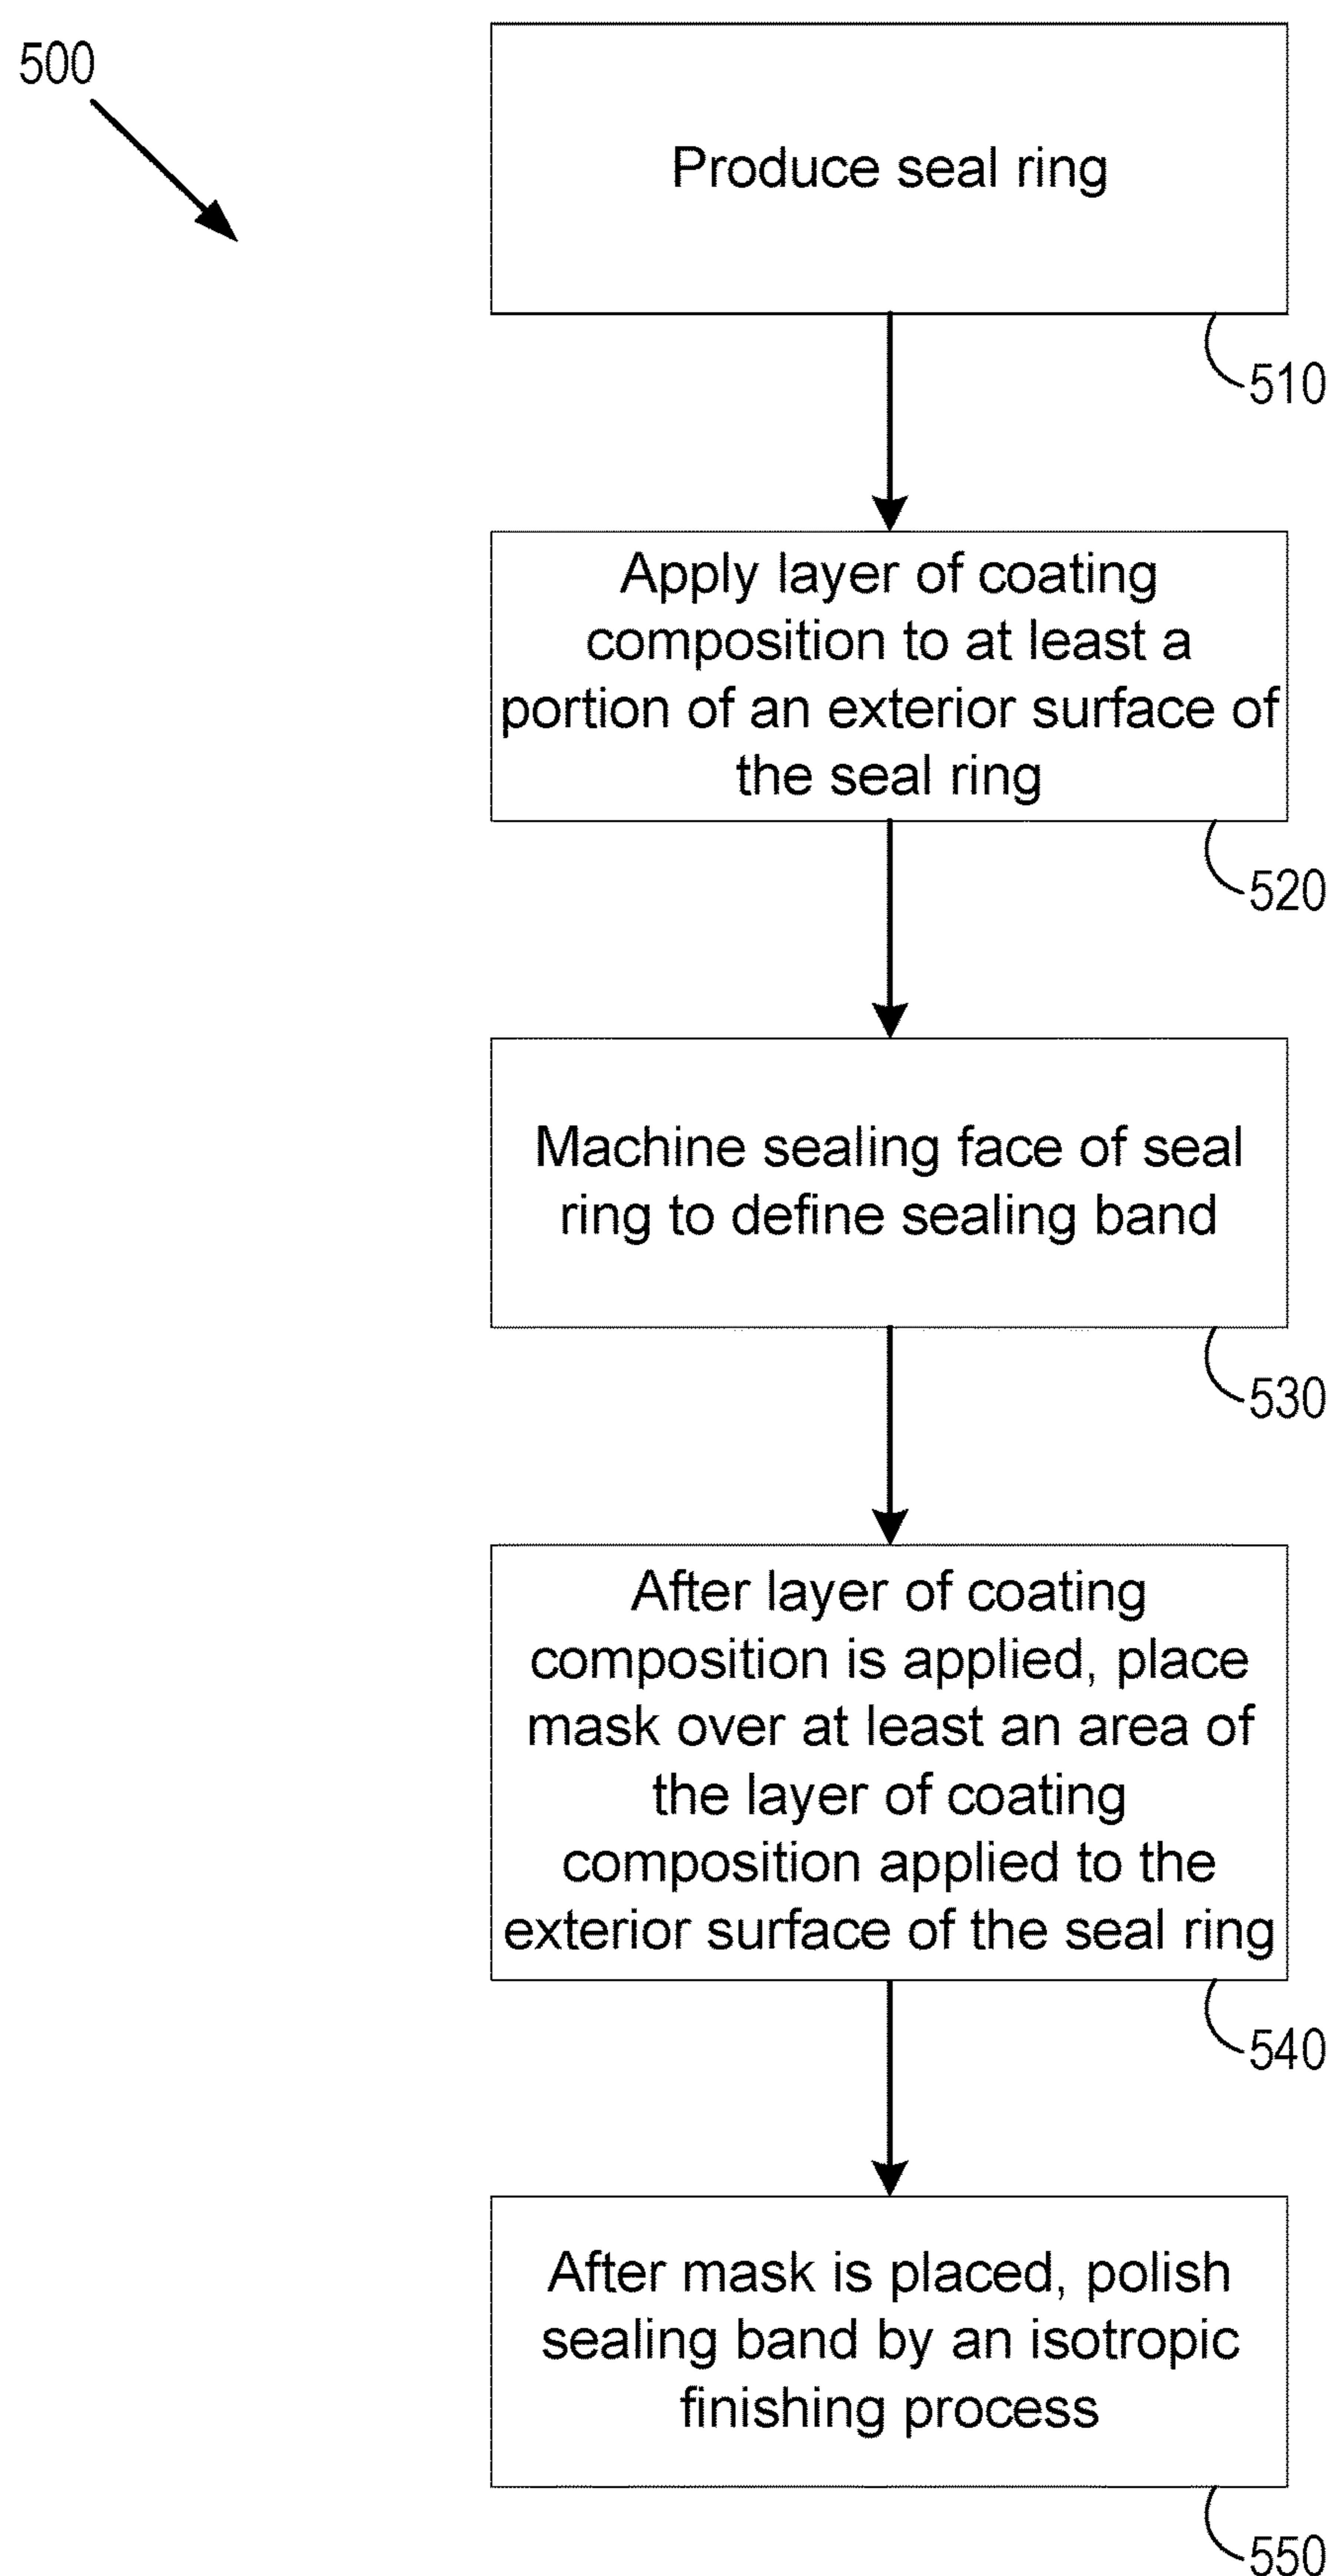 500
Produce seal ring
510
Apply layer of coating
composition to at least a
portion of an exterior surface of
the seal ring
520
Machine sealing face of seal
ring to define sealing band
530
After layer of coating
composition is applied, place
mask over at least an area of
the layer of coating
composition applied to the
exterior surface of the seal ring
540
After mask is placed, polish
sealing band by an isotropic
finishing process
550